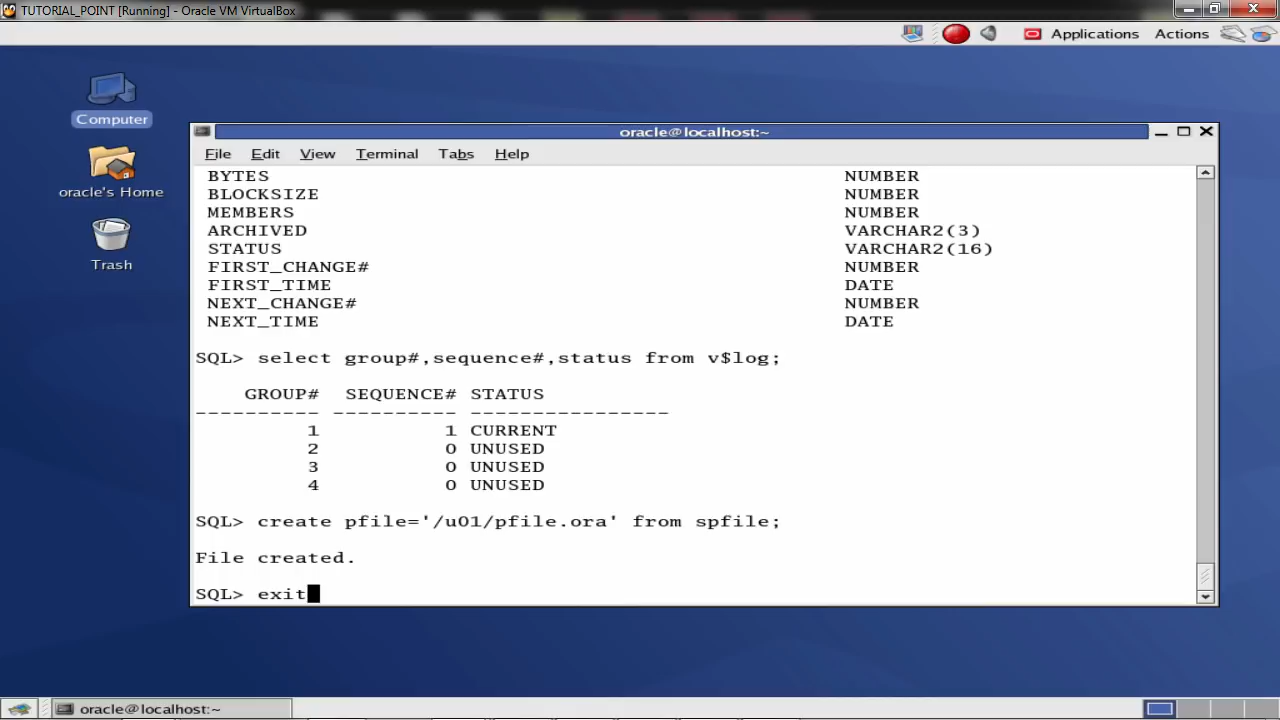 TUTORIAL_POINT [Running] - Oracle VM VirtualBox
Applications Actions
Computer
oracle's Home
Trash
oracle@localhost:~
File Edit View Terminal Tabs Help
BYTES NUMBER
BLOCKSIZE NUMBER
MEMBERS NUMBER
ARCHIVED VARCHAR2(3)
STATUS VARCHAR2(16)
FIRST_CHANGE# NUMBER
FIRST_TIME DATE
NEXT_CHANGE# NUMBER
NEXT_TIME DATE
SQL> select group#,sequence#,status from v$log;
GROUP# SEQUENCE# STATUS
---------- ---------- ----------------
1 1 CURRENT
2 0 UNUSED
3 0 UNUSED
4 0 UNUSED
SQL> create pfile='/u01/pfile.ora' from spfile;
File created.
SQL> exit
oracle@localhost:~